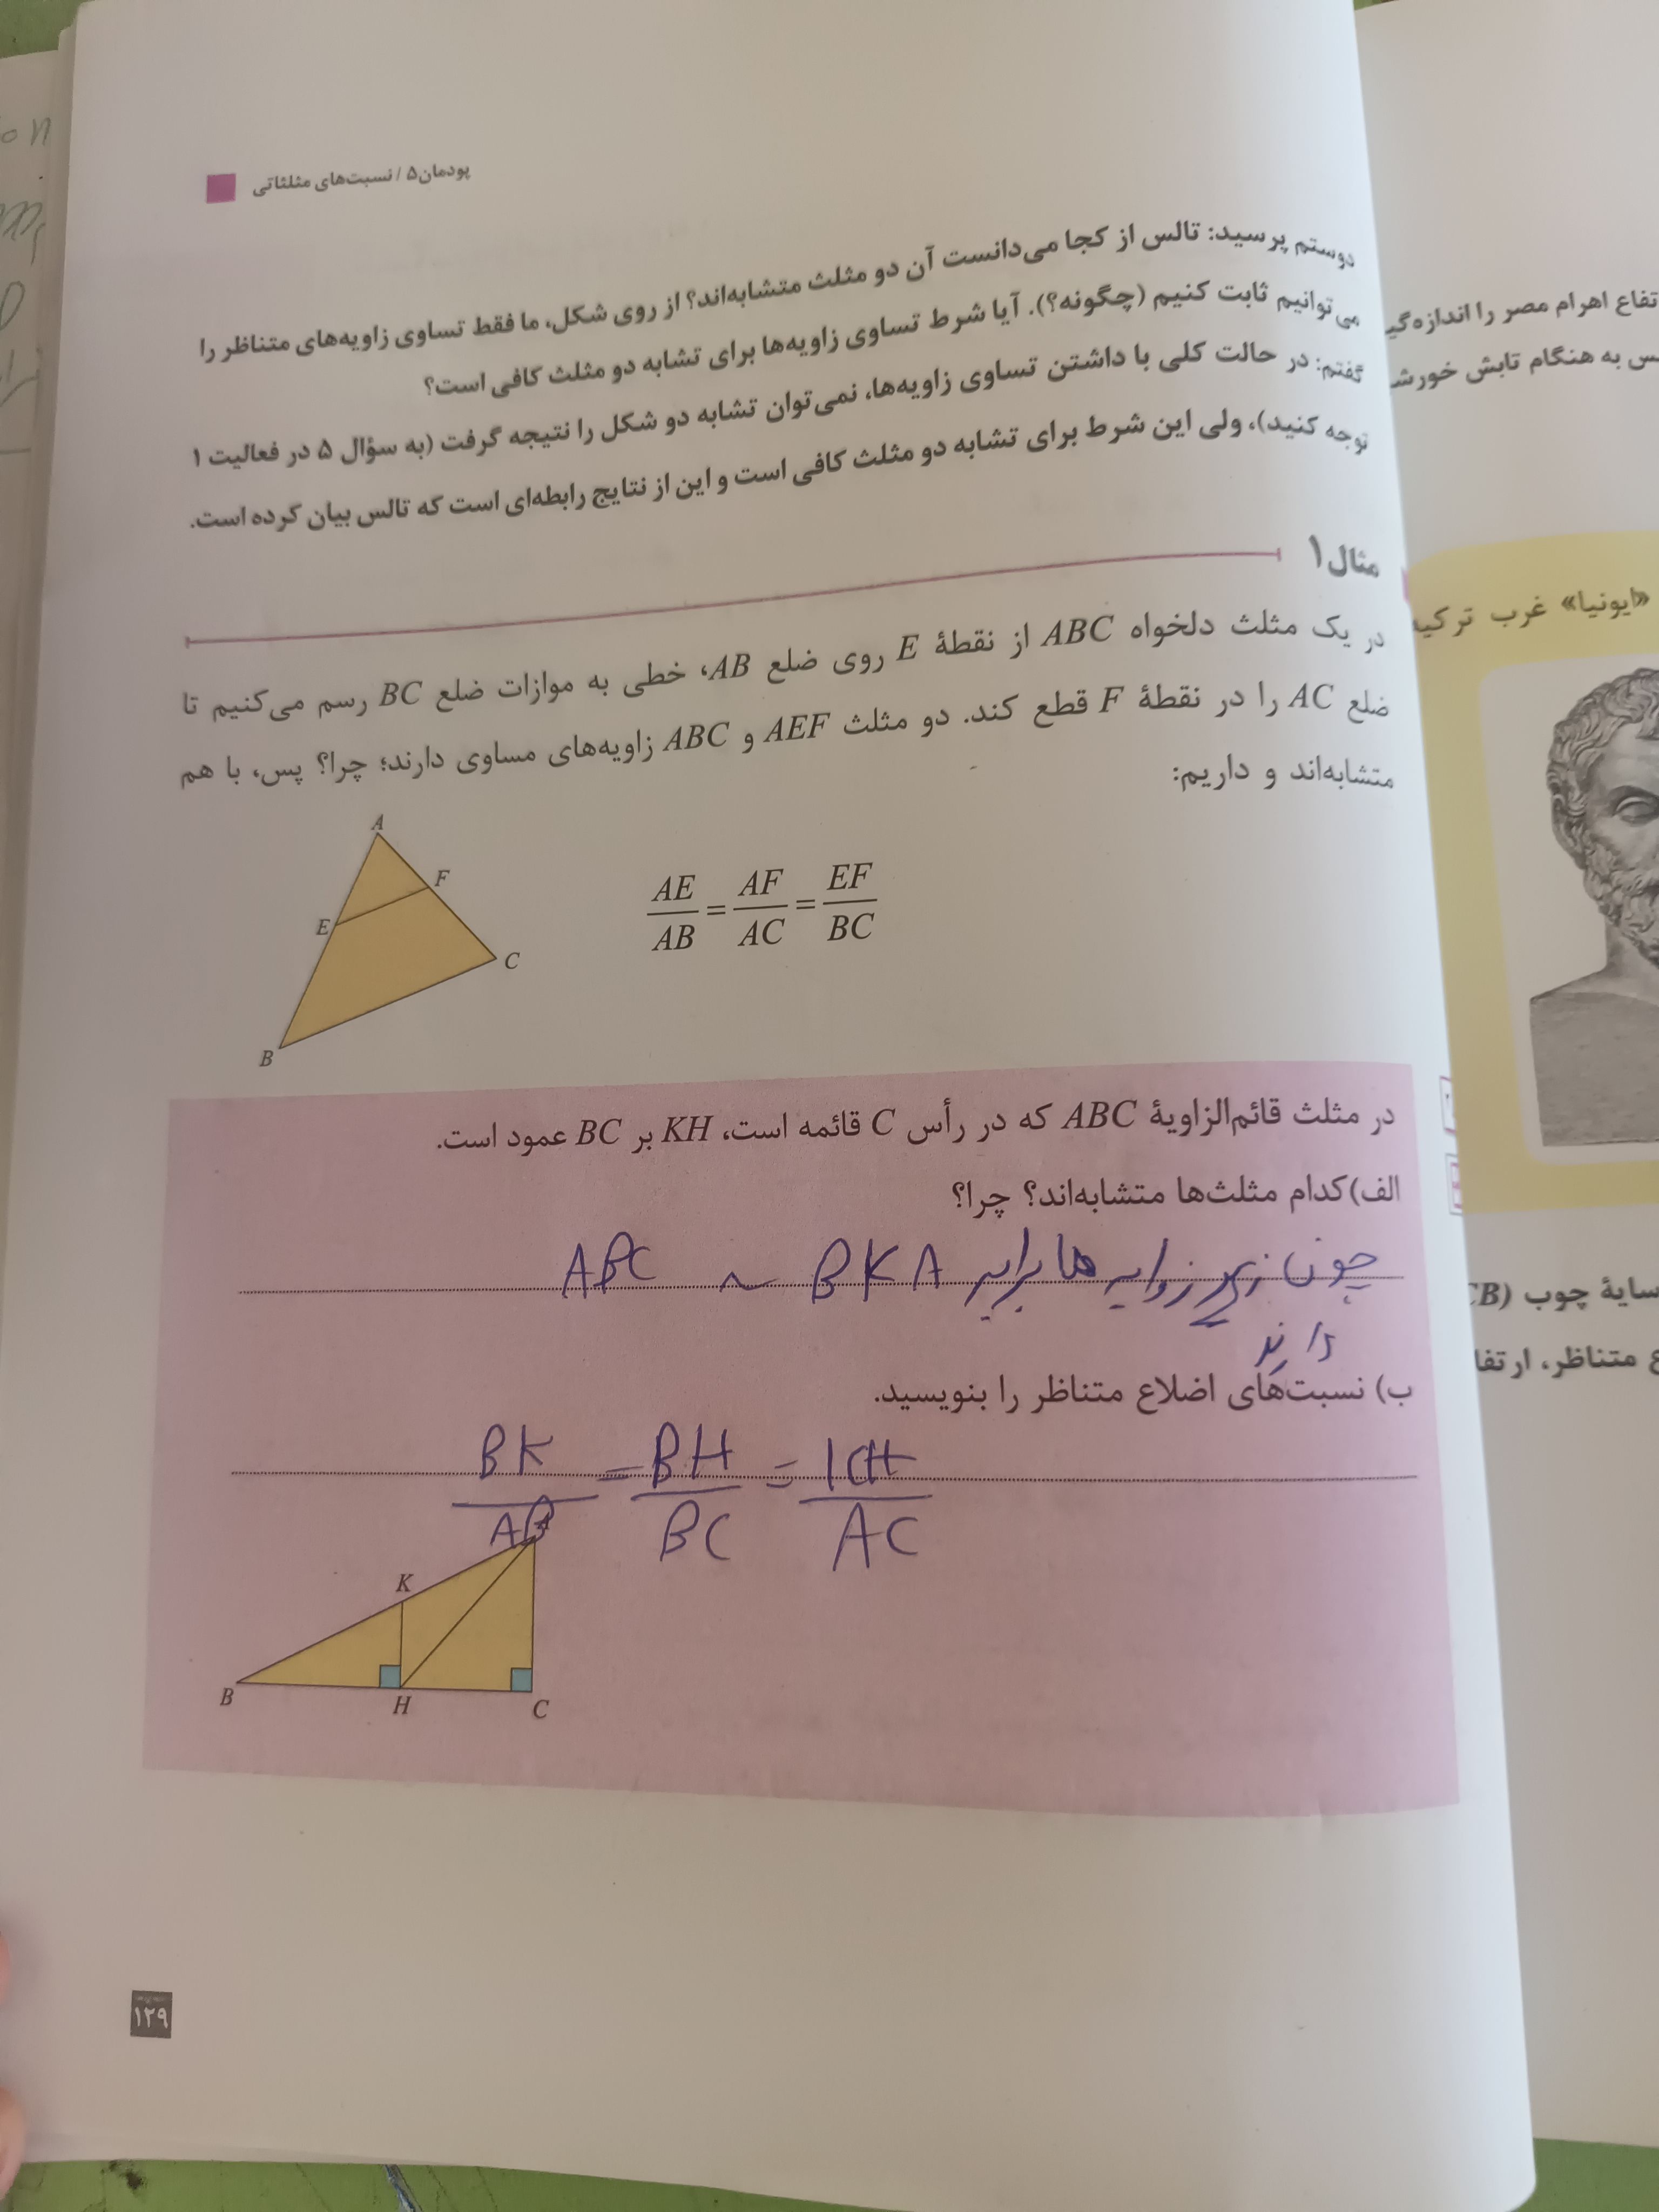 پودمان۵ / نسبت‌های مثلثاتی
دوستم پرسید: تالس از کجا می‌دانست آن دو مثلث متشابه‌اند؟ از روی شکل، ما فقط تساوی زاویه‌های متناظر را
می‌توانیم ثابت کنیم (چگونه؟). آیا شرط تساوی زاویه‌ها برای تشابه دو مثلث کافی است؟
گفتم: در حالت کلی با داشتن تساوی زاویه‌ها، نمی‌توان تشابه دو شکل را نتیجه گرفت (به سؤال ۵ در فعالیت ۱
توجه کنید)، ولی این شرط برای تشابه دو مثلث کافی است و این از نتایج رابطه‌ای است که تالس بیان کرده است.
مثال ۱
در یک مثلث دلخواه ABC از نقطهٔ E روی ضلع AB، خطی به موازات ضلع BC رسم می‌کنیم تا
ضلع AC را در نقطهٔ F قطع کند. دو مثلث AEF و ABC زاویه‌های مساوی دارند؛ چرا؟ پس، با هم
متشابه‌اند و داریم:
A
F
E
C
B
AE/AB = AF/AC = EF/BC
در مثلث قائم‌الزاویهٔ ABC که در رأس C قائمه است، KH بر BC عمود است.
الف) کدام مثلث‌ها متشابه‌اند؟ چرا؟
ABC ~ BKA چون زاویه ها برابر
دارند
ب) نسبت‌های اضلاع متناظر را بنویسید.
BK/AB = BH/BC = KH/AC
A
K
B
H
C
۱۲۹
تفاع اهرام مصر را اندازه‌گی
س به هنگام تابش خورش
«ایونیا» غرب ترکیه
سایهٔ چوب (CB
ع متناظر، ارتفا